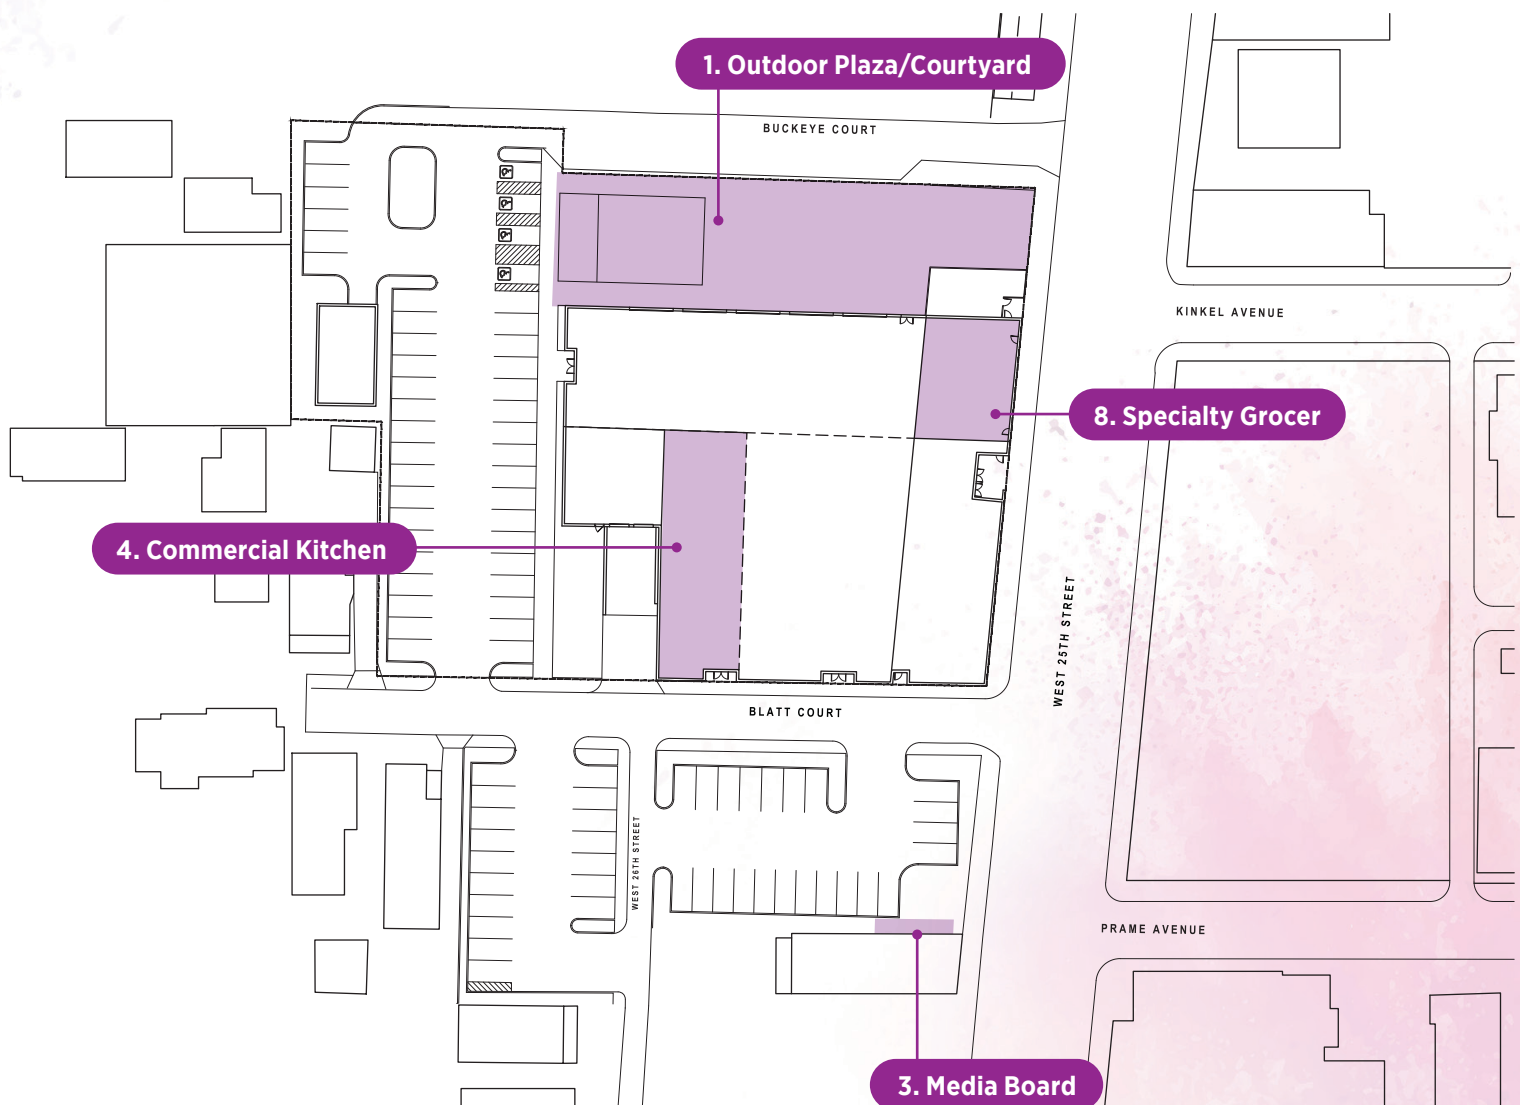 1. Outdoor Plaza/Courtyard
BUCKEYE COURT
KINKEL AVENUE
8. Specialty Grocer
4. Commercial Kitchen
WEST 25TH STREET
BLATT COURT
WEST 26TH STREET
PRAME AVENUE
3. Media Board